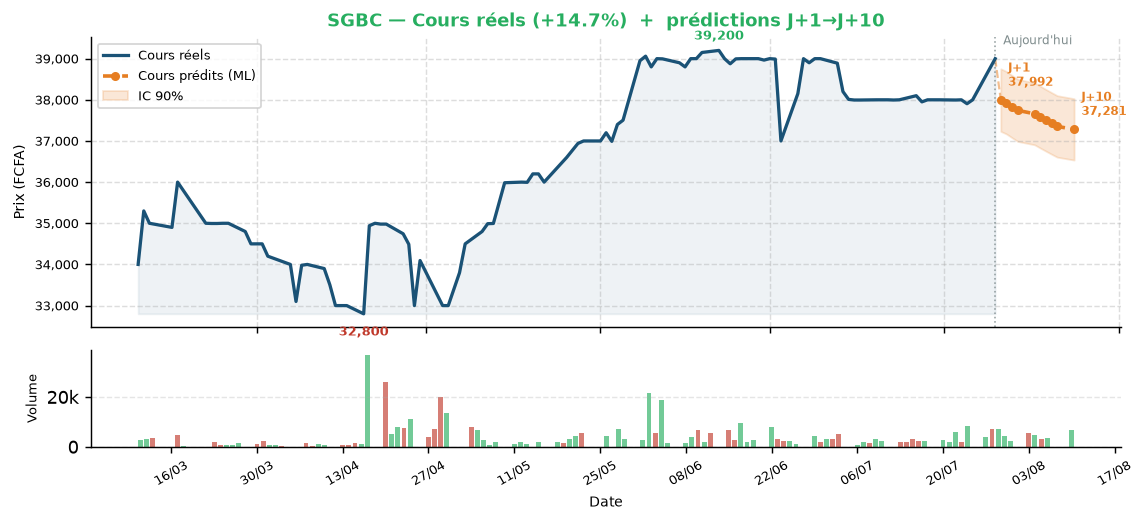 SGBC — Cours réels (+14.7%)  +  prédictions J+1→J+10
39,200
Aujourd'hui
Cours réels
Cours prédits (ML)
IC 90%
J+1
37,992
J+10
37,281
39,000
38,000
37,000
36,000
35,000
34,000
33,000
Prix (FCFA)
32,800
Volume
20k
0
16/03
30/03
13/04
27/04
11/05
25/05
08/06
22/06
06/07
20/07
03/08
17/08
Date